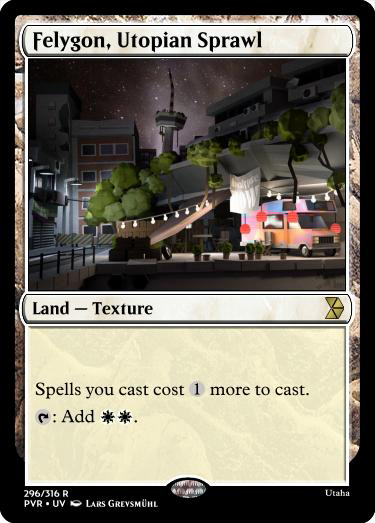 Felygon, Utopian Sprawl
Land — Texture
Spells you cast cost 1 more to cast.
: Add .
296/316 R
PVR • UV Lars Grevsmühl
Utaha